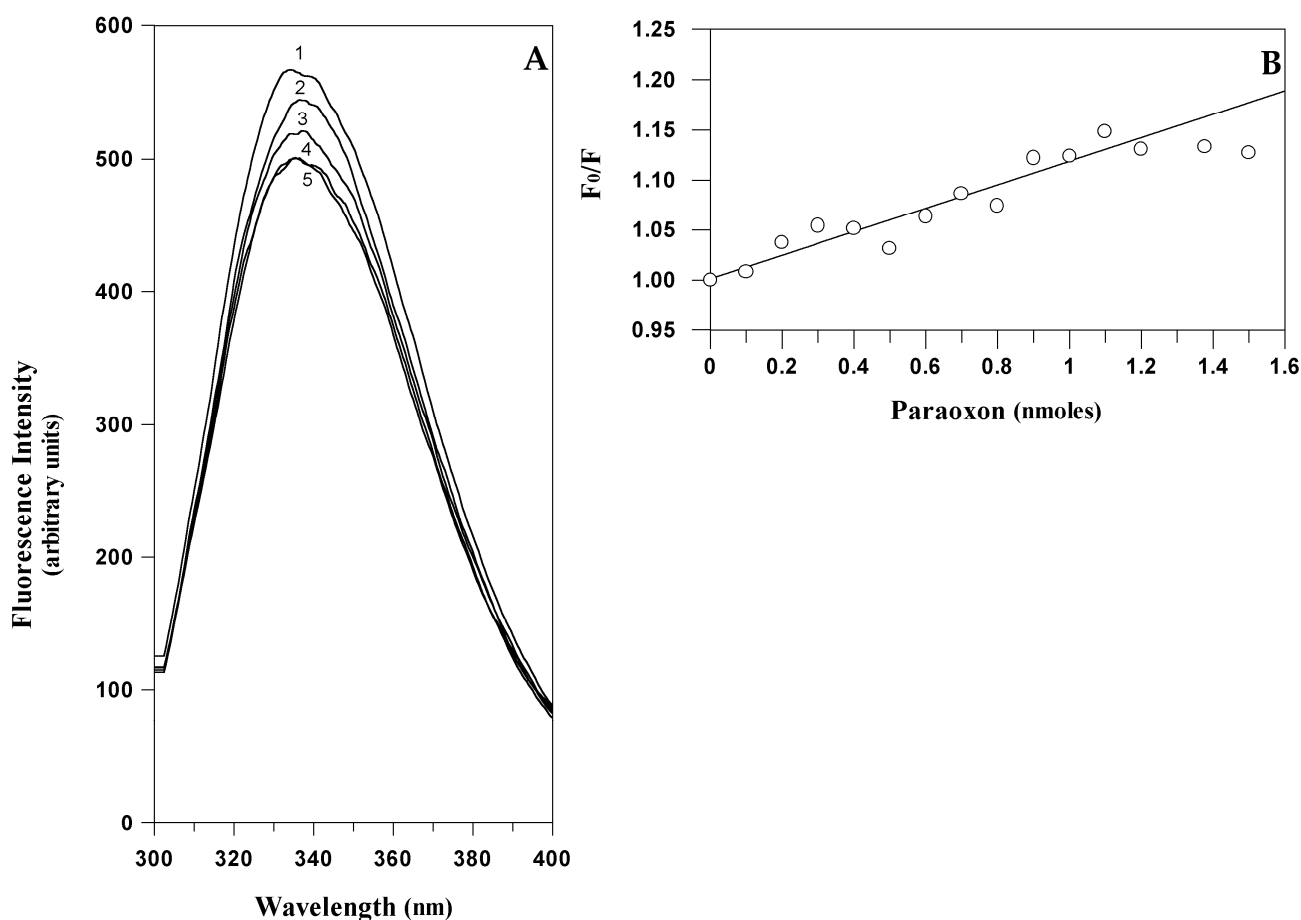 A
600
500
400
300
200
100
0
1
2
3
4
5
300 320 340 360 380 400
Wavelength (nm)
Fluorescence Intensity
(arbitrary units)
B
1.25
1.20
1.15
1.10
1.05
1.00
0.95
F0/F
0 0.2 0.4 0.6 0.8 1 1.2 1.4 1.6
Paraoxon (nmoles)